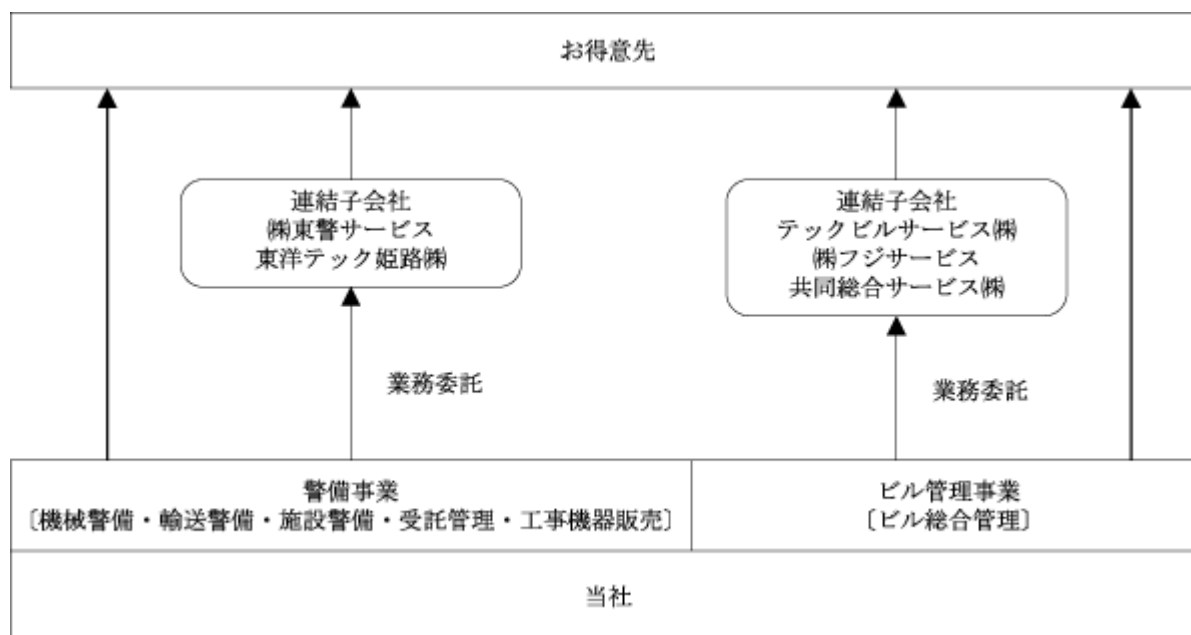 お得意先
連結子会社
㈱東警サービス
東洋テック姫路㈱
連結子会社
テックビルサービス㈱
㈱フジサービス
共同総合サービス㈱
業務委託
業務委託
警備事業
〔機械警備・輸送警備・施設警備・受託管理・工事機器販売〕
ビル管理事業
〔ビル総合管理〕
当社